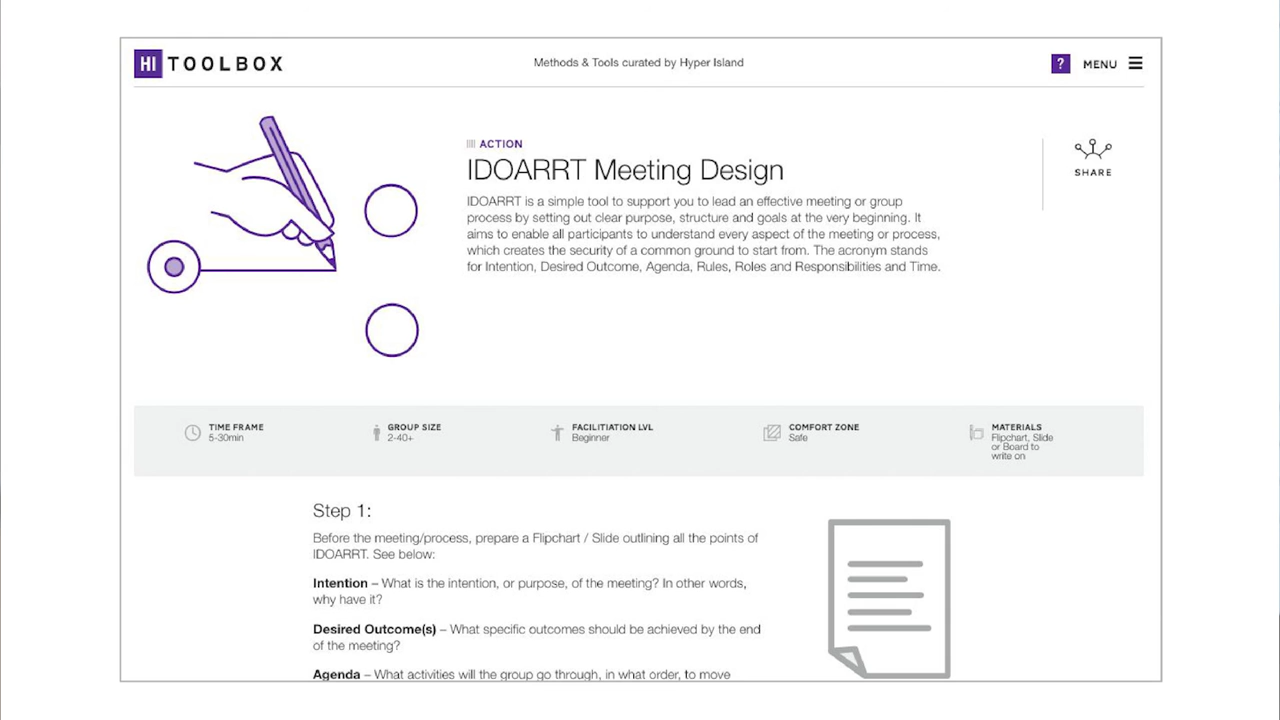 HI TOOLBOX
Methods & Tools curated by Hyper Island
? MENU
ACTION
IDOARRT Meeting Design
IDOARRT is a simple tool to support you to lead an effective meeting or group
process by setting out clear purpose, structure and goals at the very beginning. It
aims to enable all participants to understand every aspect of the meeting or process,
which creates the security of a common ground to start from. The acronym stands
for Intention, Desired Outcome, Agenda, Rules, Roles and Responsibilities and Time.
SHARE
TIME FRAME
5-30min
GROUP SIZE
2-40+
FACILITIATION LVL
Beginner
COMFORT ZONE
Safe
MATERIALS
Flipchart, Slide
or Board to
write on
Step 1:
Before the meeting/process, prepare a Flipchart / Slide outlining all the points of
IDOARRT. See below:
Intention – What is the intention, or purpose, of the meeting? In other words,
why have it?
Desired Outcome(s) – What specific outcomes should be achieved by the end
of the meeting?
Agenda – What activities will the group go through, in what order, to move